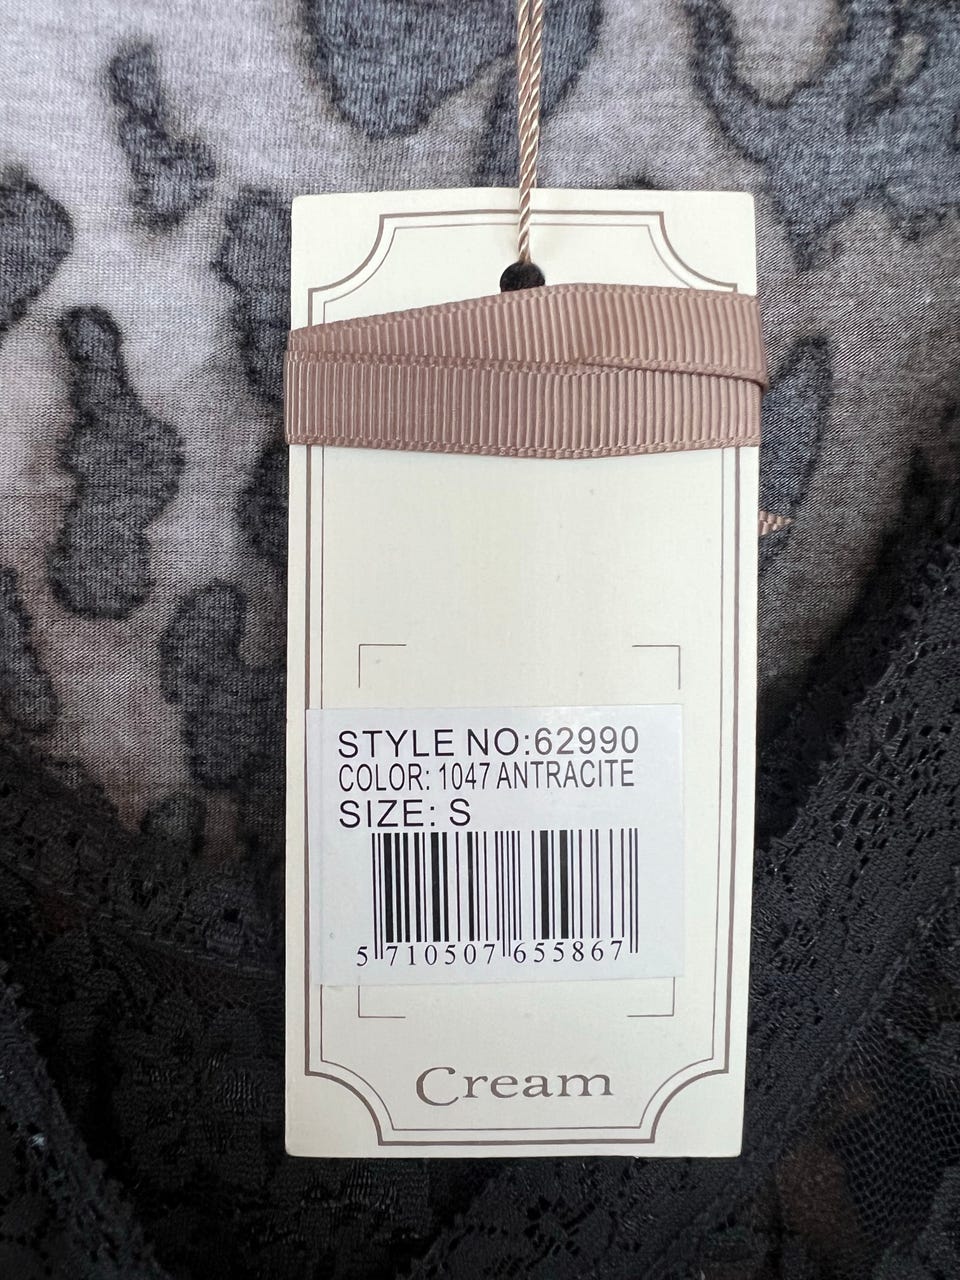 STYLE NO:62990
COLOR: 1047 ANTRACITE
SIZE: S
5 710507 655867
Cream